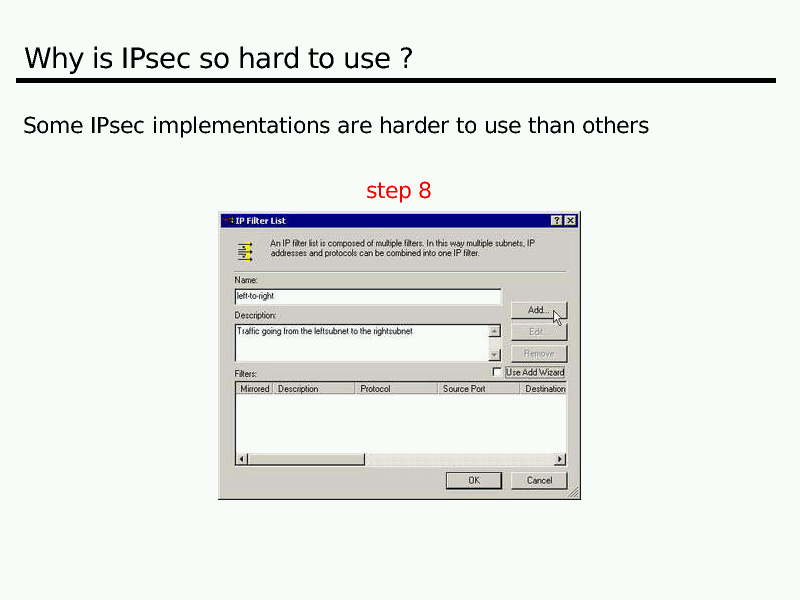 Why is IPsec so hard to use ?
Some IPsec implementations are harder to use than others
step 8
IP Filter List
An IP filter list is composed of multiple filters. In this way multiple subnets, IP
addresses and protocols can be combined into one IP filter.
Name:
left-to-right
Add...
Description:
Traffic going from the leftsubnet to the rightsubnet
Edit...
Remove
Filters:
Use Add Wizard
Mirrored Description Protocol Source Port Destination
OK Cancel